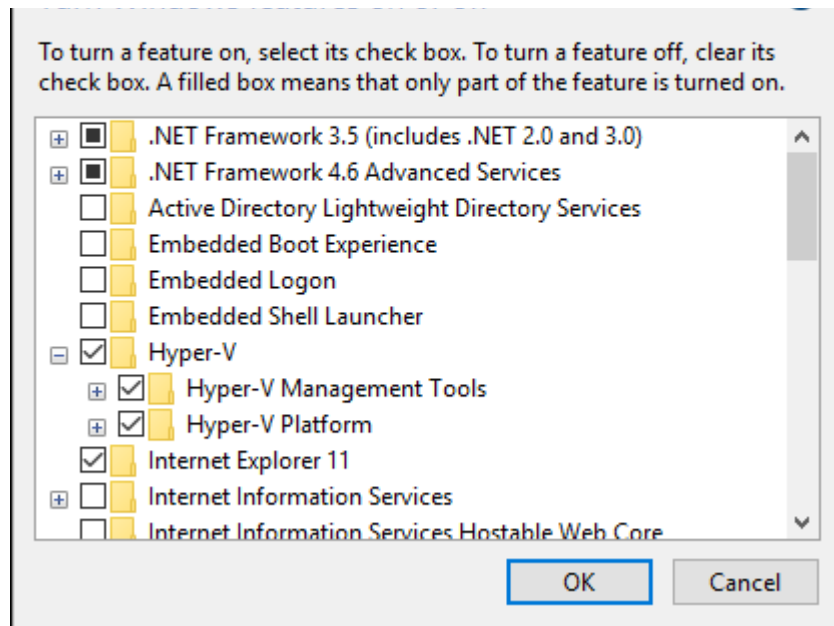 To turn a feature on, select its check box. To turn a feature off, clear its
check box. A filled box means that only part of the feature is turned on.
.NET Framework 3.5 (includes .NET 2.0 and 3.0)
.NET Framework 4.6 Advanced Services
Active Directory Lightweight Directory Services
Embedded Boot Experience
Embedded Logon
Embedded Shell Launcher
Hyper-V
Hyper-V Management Tools
Hyper-V Platform
Internet Explorer 11
Internet Information Services
Internet Information Services Hostable Web Core
OK Cancel